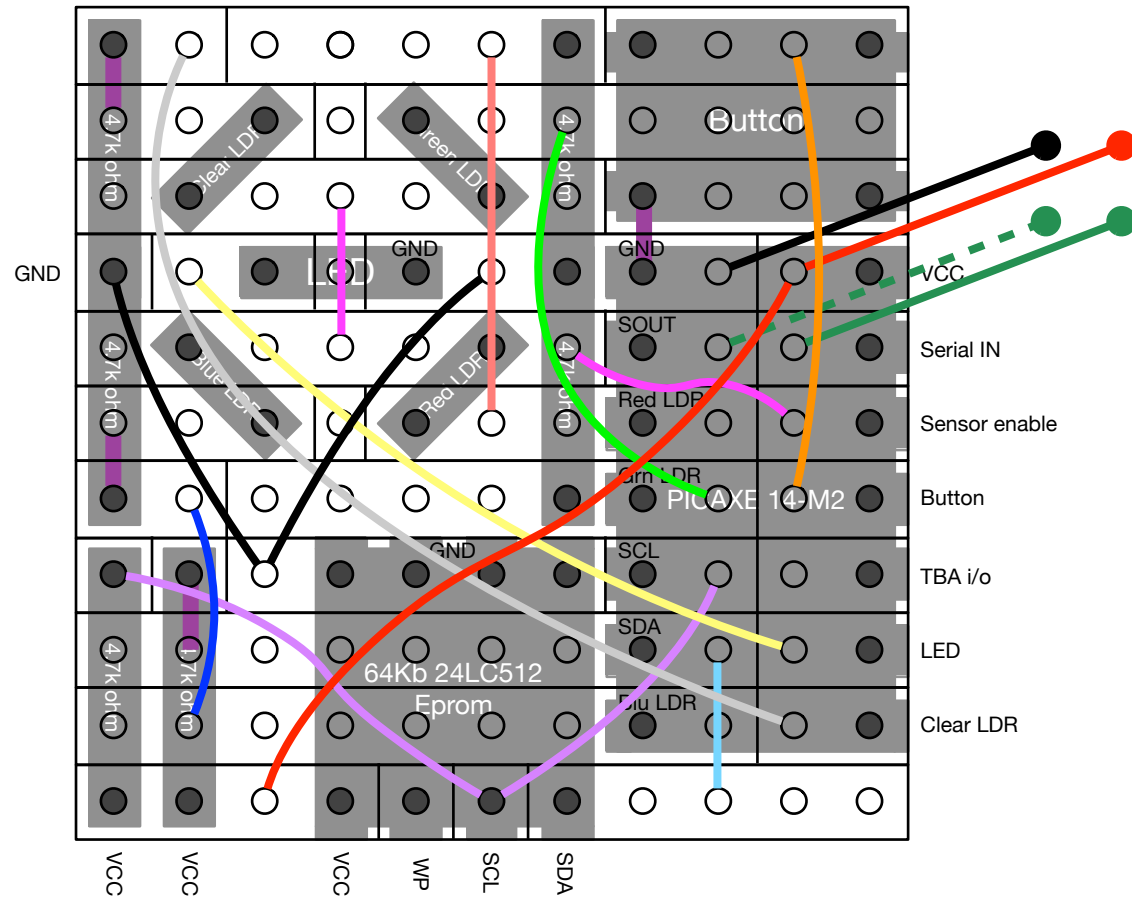 4.7k ohm
Clear LDR
Green LDR
4.7k ohm
Button
GND
LED
GND
GND
VCC
SOUT
Serial IN
4.7k ohm
Blue LDR
Red LDR
4.7k ohm
Red LDR
Sensor enable
Grn LDR
PICAXE 14-M2
Button
GND
SCL
TBA i/o
SDA
LED
4.7k ohm
4.7k ohm
64Kb 24LC512
Eprom
Blu LDR
Clear LDR
VCC
VCC
VCC
WP
SCL
SDA